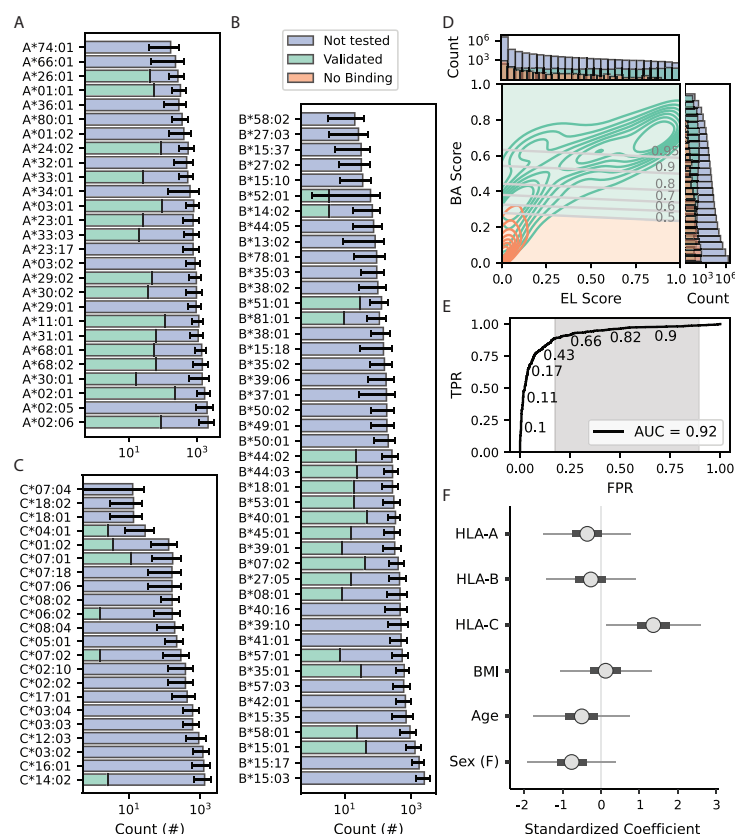 A
A*74:01
A*66:01
A*26:01
A*01:01
A*36:01
A*80:01
A*01:02
A*24:02
A*32:01
A*33:01
A*34:01
A*03:01
A*23:01
A*33:03
A*23:17
A*03:02
A*29:02
A*30:02
A*29:01
A*11:01
A*31:01
A*68:01
A*68:02
A*30:01
A*02:01
A*02:05
A*02:06
10¹ 10³
C
C*07:04
C*18:02
C*18:01
C*04:01
C*01:02
C*07:01
C*07:18
C*07:06
C*08:02
C*06:02
C*08:04
C*05:01
C*07:02
C*02:10
C*02:02
C*17:01
C*03:04
C*03:03
C*12:03
C*03:02
C*16:01
C*14:02
10¹ 10³
Count (#)
B
Not tested
Validated
No Binding
B*58:02
B*27:03
B*15:37
B*27:02
B*15:10
B*52:01
B*14:02
B*44:05
B*13:02
B*78:01
B*35:03
B*38:02
B*51:01
B*81:01
B*38:01
B*15:18
B*35:02
B*39:06
B*37:01
B*50:02
B*49:01
B*50:01
B*44:02
B*44:03
B*18:01
B*53:01
B*40:01
B*45:01
B*39:01
B*07:02
B*27:05
B*08:01
B*40:16
B*39:10
B*41:01
B*57:01
B*35:01
B*57:03
B*42:01
B*15:35
B*58:01
B*15:01
B*15:17
B*15:03
10¹ 10³
Count (#)
D
Count
10⁶
10³
BA Score
1.0
0.8
0.6
0.4
0.2
0.0
0.95
0.9
0.8
0.7
0.6
0.5
0.00 0.25 0.50 0.75 1.0
EL Score
10³10⁶
Count
E
TPR
1.00
0.75
0.50
0.25
0.00
0.1
0.11
0.17
0.43
0.66
0.82
0.9
AUC = 0.92
0.00 0.25 0.50 0.75 1.00
FPR
F
HLA-A
HLA-B
HLA-C
BMI
Age
Sex (F)
-2 -1 0 1 2 3
Standardized Coefficient